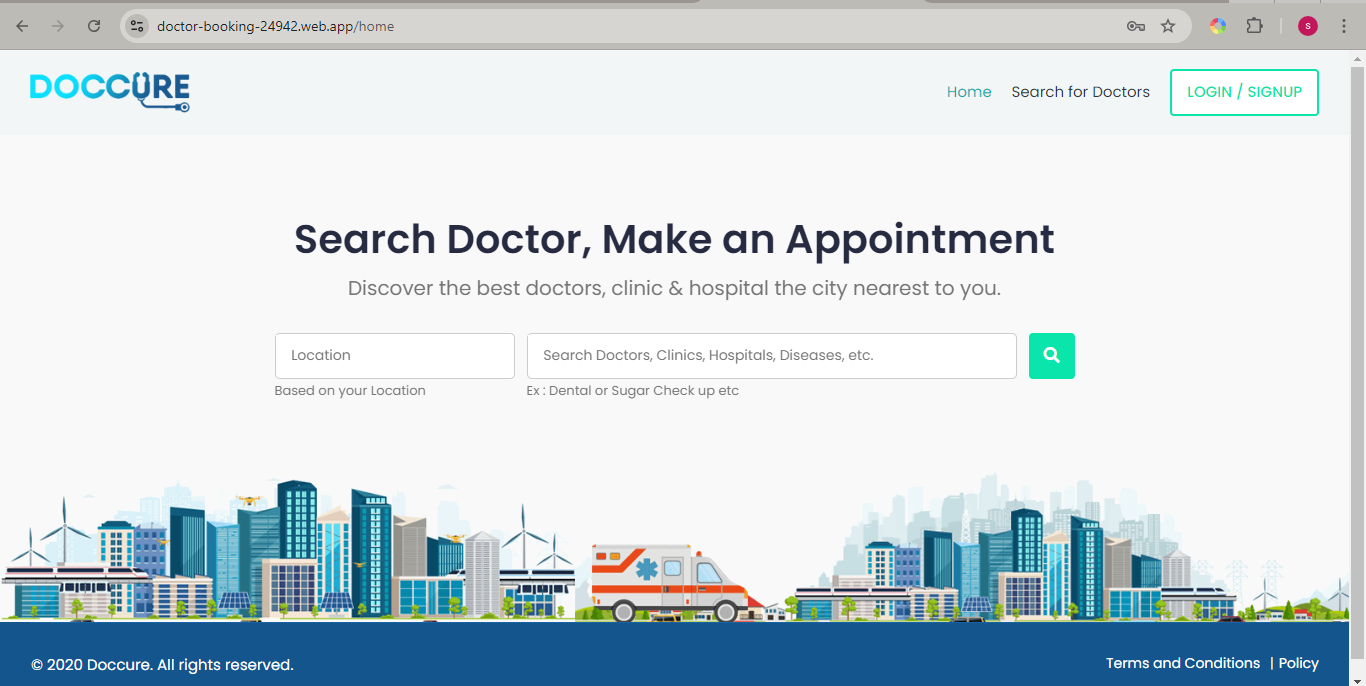 doctor-booking-24942.web.app/home
s
DOCCURE
Home Search for Doctors LOGIN / SIGNUP
Search Doctor, Make an Appointment
Discover the best doctors, clinic & hospital the city nearest to you.
Location Search Doctors, Clinics, Hospitals, Diseases, etc.
Based on your Location Ex : Dental or Sugar Check up etc
© 2020 Doccure. All rights reserved. Terms and Conditions | Policy